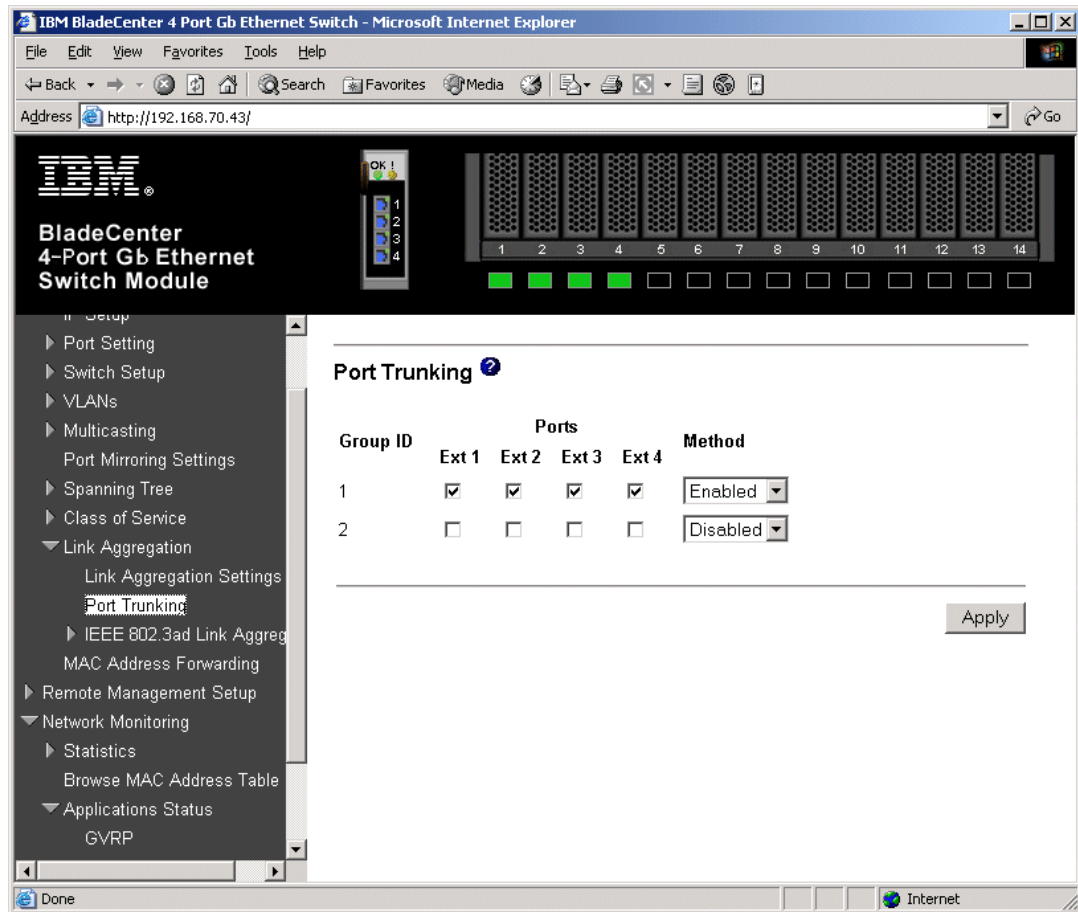 IBM BladeCenter 4 Port Gb Ethernet Switch - Microsoft Internet Explorer
File Edit View Favorites Tools Help
Back Search Favorites Media
Address http://192.168.70.43/ Go
IBM®
BladeCenter
4-Port Gb Ethernet
Switch Module
OK !
1
2
3
4
1 2 3 4 5 6 7 8 9 10 11 12 13 14
IP Setup
Port Setting
Switch Setup
VLANs
Multicasting
Port Mirroring Settings
Spanning Tree
Class of Service
Link Aggregation
Link Aggregation Settings
Port Trunking
IEEE 802.3ad Link Aggreg
MAC Address Forwarding
Remote Management Setup
Network Monitoring
Statistics
Browse MAC Address Table
Applications Status
GVRP
Port Trunking ?
Group ID Ports Method
Ext 1 Ext 2 Ext 3 Ext 4
1 Enabled
2 Disabled
Apply
Done Internet